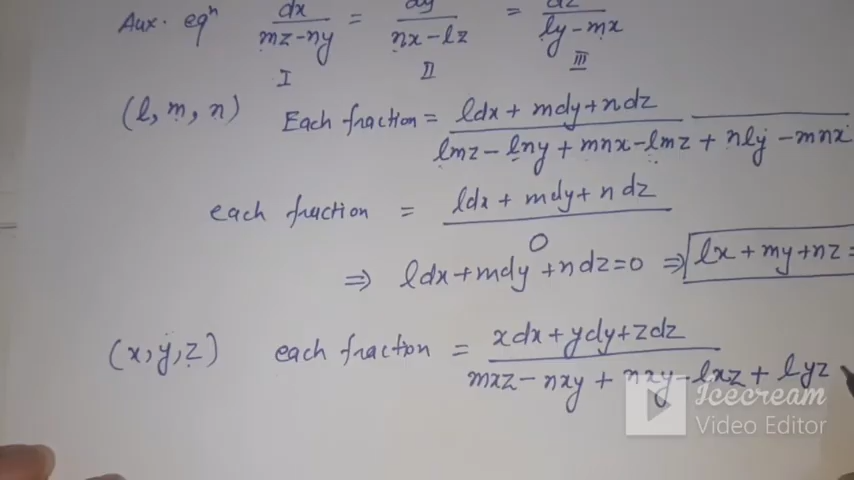 Aux. eqⁿ dx/(mz-ny) = dy/(nx-lz) = dz/(ly-mx)
I II III
(l, m, n) Each fraction = (ldx + mdy + ndz)/(lmz - lny + mnx - lmz + nly - mnx)
each fraction = (ldx + mdy + ndz)/0
⇒ ldx + mdy + ndz = 0 ⇒ lx + my + nz =
(x, y, z) each fraction = (xdx + ydy + zdz)/(mxz - nxy + nxy - lxz + lyz
Icecream
Video Editor